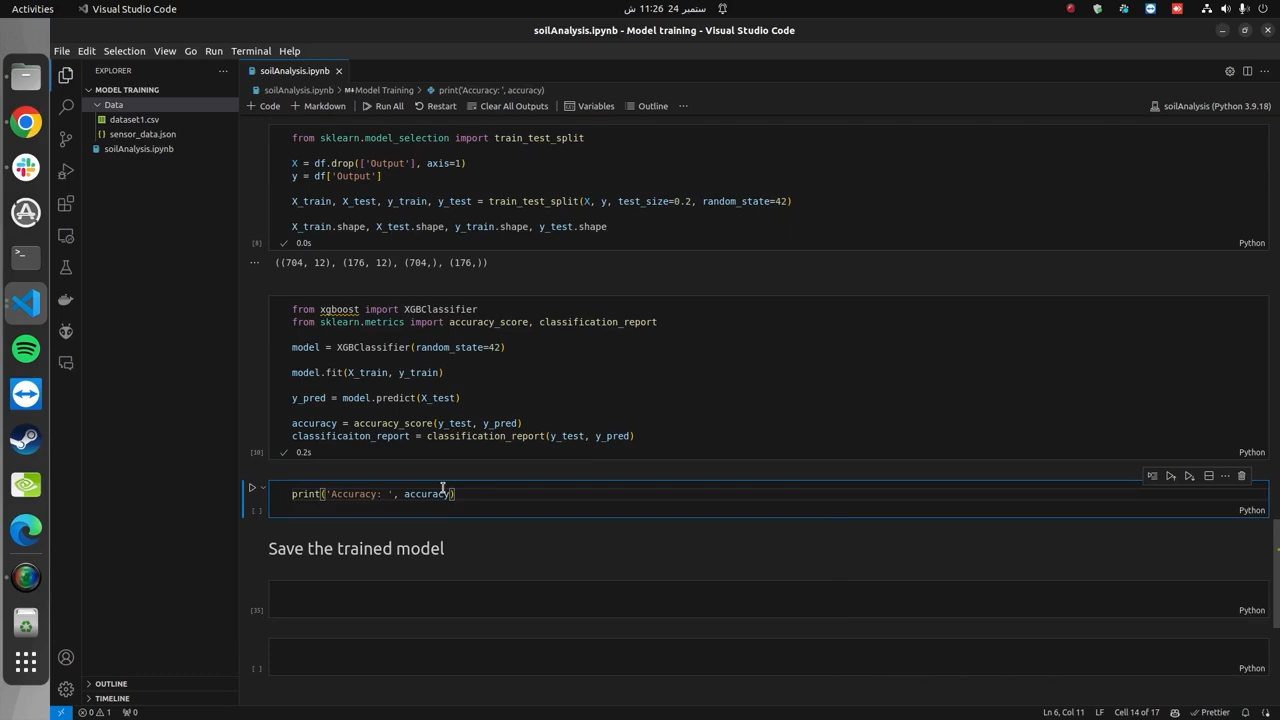 Activities
Visual Studio Code
سبتمبر 24 11:26 ش
soilAnalysis.ipynb - Model training - Visual Studio Code
File Edit Selection View Go Run Terminal Help
EXPLORER
soilAnalysis.ipynb
MODEL TRAINING
Data
dataset1.csv
sensor_data.json
soilAnalysis.ipynb
soilAnalysis.ipynb > Model Training > print('Accuracy: ', accuracy)
+ Code + Markdown Run All Restart Clear All Outputs Variables Outline
soilAnalysis (Python 3.9.18)
from sklearn.model_selection import train_test_split
X = df.drop(['Output'], axis=1)
y = df['Output']
X_train, X_test, y_train, y_test = train_test_split(X, y, test_size=0.2, random_state=42)
X_train.shape, X_test.shape, y_train.shape, y_test.shape
[8] 0.0s Python
((704, 12), (176, 12), (704,), (176,))
from xgboost import XGBClassifier
from sklearn.metrics import accuracy_score, classification_report
model = XGBClassifier(random_state=42)
model.fit(X_train, y_train)
y_pred = model.predict(X_test)
accuracy = accuracy_score(y_test, y_pred)
classificaiton_report = classification_report(y_test, y_pred)
[10] 0.2s Python
print('Accuracy: ', accuracy)
[ ] Python
Save the trained model
[35] Python
[ ] Python
OUTLINE
TIMELINE
0 1 0
Ln 6, Col 11 LF Cell 14 of 17 Prettier